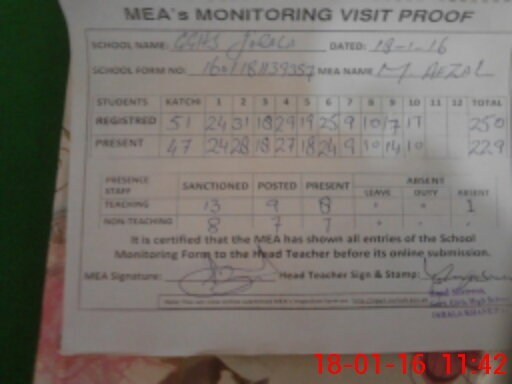 MEA's MONITORING VISIT PROOF
SCHOOL NAME: GGHS DATED: 18-1-16
SCHOOL FORM NO: MEA NAME M. AFZAL
STUDENTS KATCHI 1 2 3 4 5 6 7 8 9 10 11 12 TOTAL
REGISTRED 51 24 31 18 29 19 25 9 10 17 17 250
PRESENT 47 24 28 18 27 18 24 9 10 14 10 229
PRESENCE STAFF SANCTIONED POSTED PRESENT ABSENT
LEAVE DUTY ABSENT
TEACHING 13 9 8 - - 1
NON-TEACHING 8 7 7 - - -
It is certified that the MEA has shown all entries of the School
Monitoring Form to the Head Teacher before its online submission.
MEA Signature: Head Teacher Sign & Stamp:
18-01-16 11:42